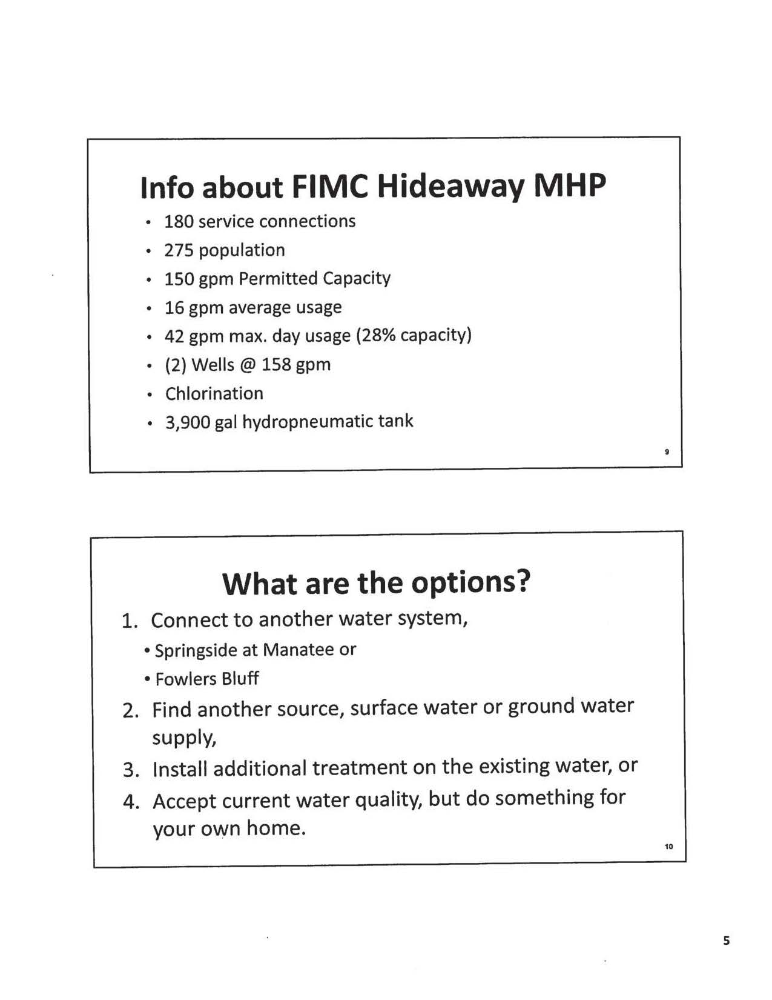 Info about FIMC Hideaway MHP
• 180 service connections
• 275 population
• 150 gpm Permitted Capacity
• 16 gpm average usage
• 42 gpm max. day usage (28% capacity)
• (2) Wells @ 158 gpm
• Chlorination
• 3,900 gal hydropneumatic tank
9
What are the options?
1. Connect to another water system,
• Springside at Manatee or
• Fowlers Bluff
2. Find another source, surface water or ground water
supply,
3. Install additional treatment on the existing water, or
4. Accept current water quality, but do something for
your own home.
10
5